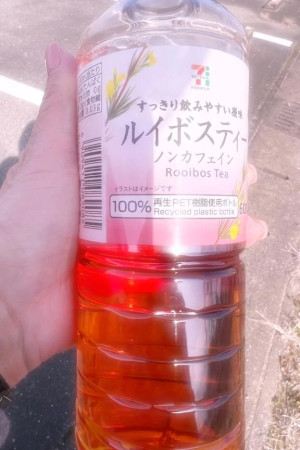 すっきり飲みやすい風味
ルイボスティー
ノンカフェイン
Rooibos Tea
イラストはイメージです
100% 再生PET樹脂使用ボトル
Recycled plastic bottle